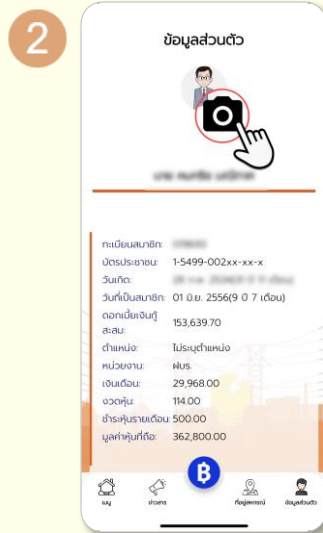 2
ข้อมูลส่วนตัว
ทะเบียนสมาชิก:
บัตรประชาชน: 1-5499-002xx-xx-x
วันเกิด:
วันที่เป็นสมาชิก: 01 มิ.ย. 2556(9 ปี 7 เดือน)
ดอกเบี้ยเงินกู้
สะสม: 153,639.70
ตำแหน่ง: ไม่ระบุตำแหน่ง
หน่วยงาน: ฝบร.
เงินเดือน: 29,968.00
งวดหุ้น: 114.00
ชำระหุ้นรายเดือน: 500.00
มูลค่าหุ้นที่ถือ: 362,800.00
฿
เมนู ข่าวสาร ที่อยู่สหกรณ์ ข้อมูลส่วนตัว